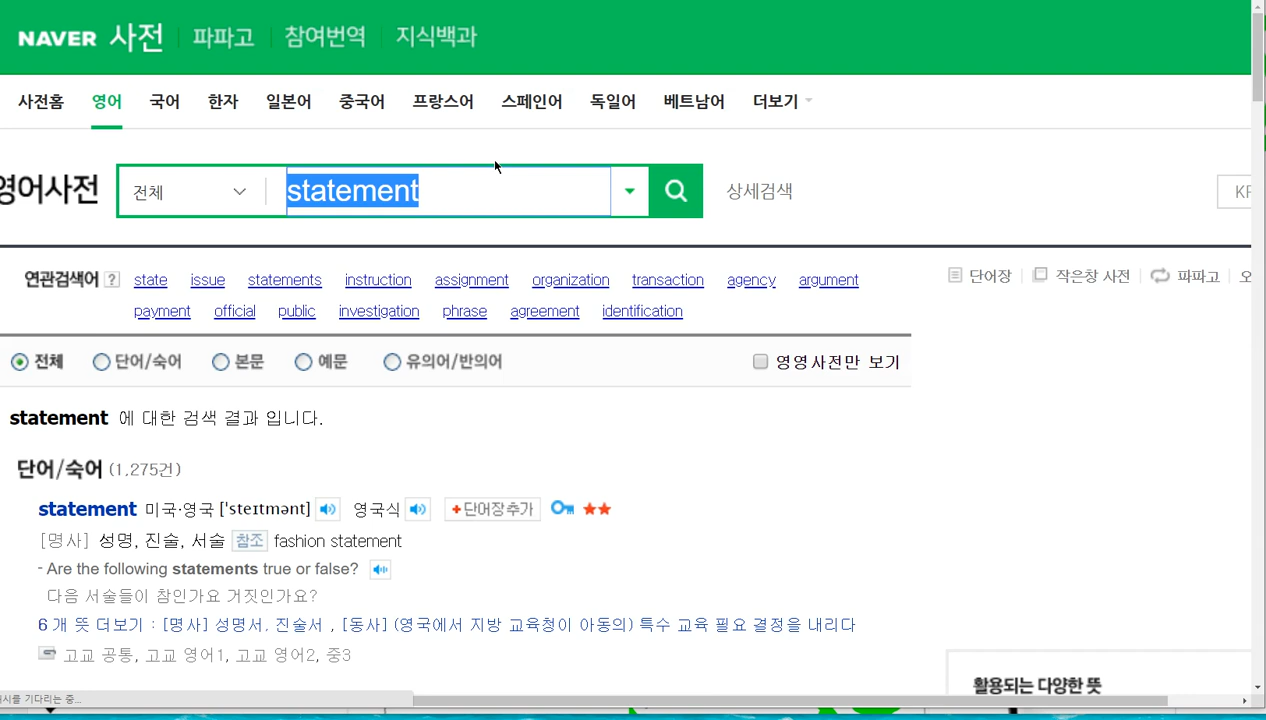 NAVER 사전 파파고 참여번역 지식백과
사전홈 영어 국어 한자 일본어 중국어 프랑스어 스페인어 독일어 베트남어 더보기
영어사전 전체 statement 상세검색
연관검색어 ? state issue statements instruction assignment organization transaction agency argument
payment official public investigation phrase agreement identification
단어장 작은창 사전 파파고
전체 단어/숙어 본문 예문 유의어/반의어 영영사전만 보기
statement 에 대한 검색 결과 입니다.
단어/숙어 (1,275건)
statement 미국·영국 ['steɪtmənt] 영국식 +단어장추가
[명사] 성명, 진술, 서술 참조 fashion statement
- Are the following statements true or false?
다음 서술들이 참인가요 거짓인가요?
6개 뜻 더보기 : [명사] 성명서, 진술서 , [동사] (영국에서 지방 교육청이 아동의) 특수 교육 필요 결정을 내리다
고교 공통, 고교 영어1, 고교 영어2, 중3
활용되는 다양한 뜻
시를 기다리는 중...